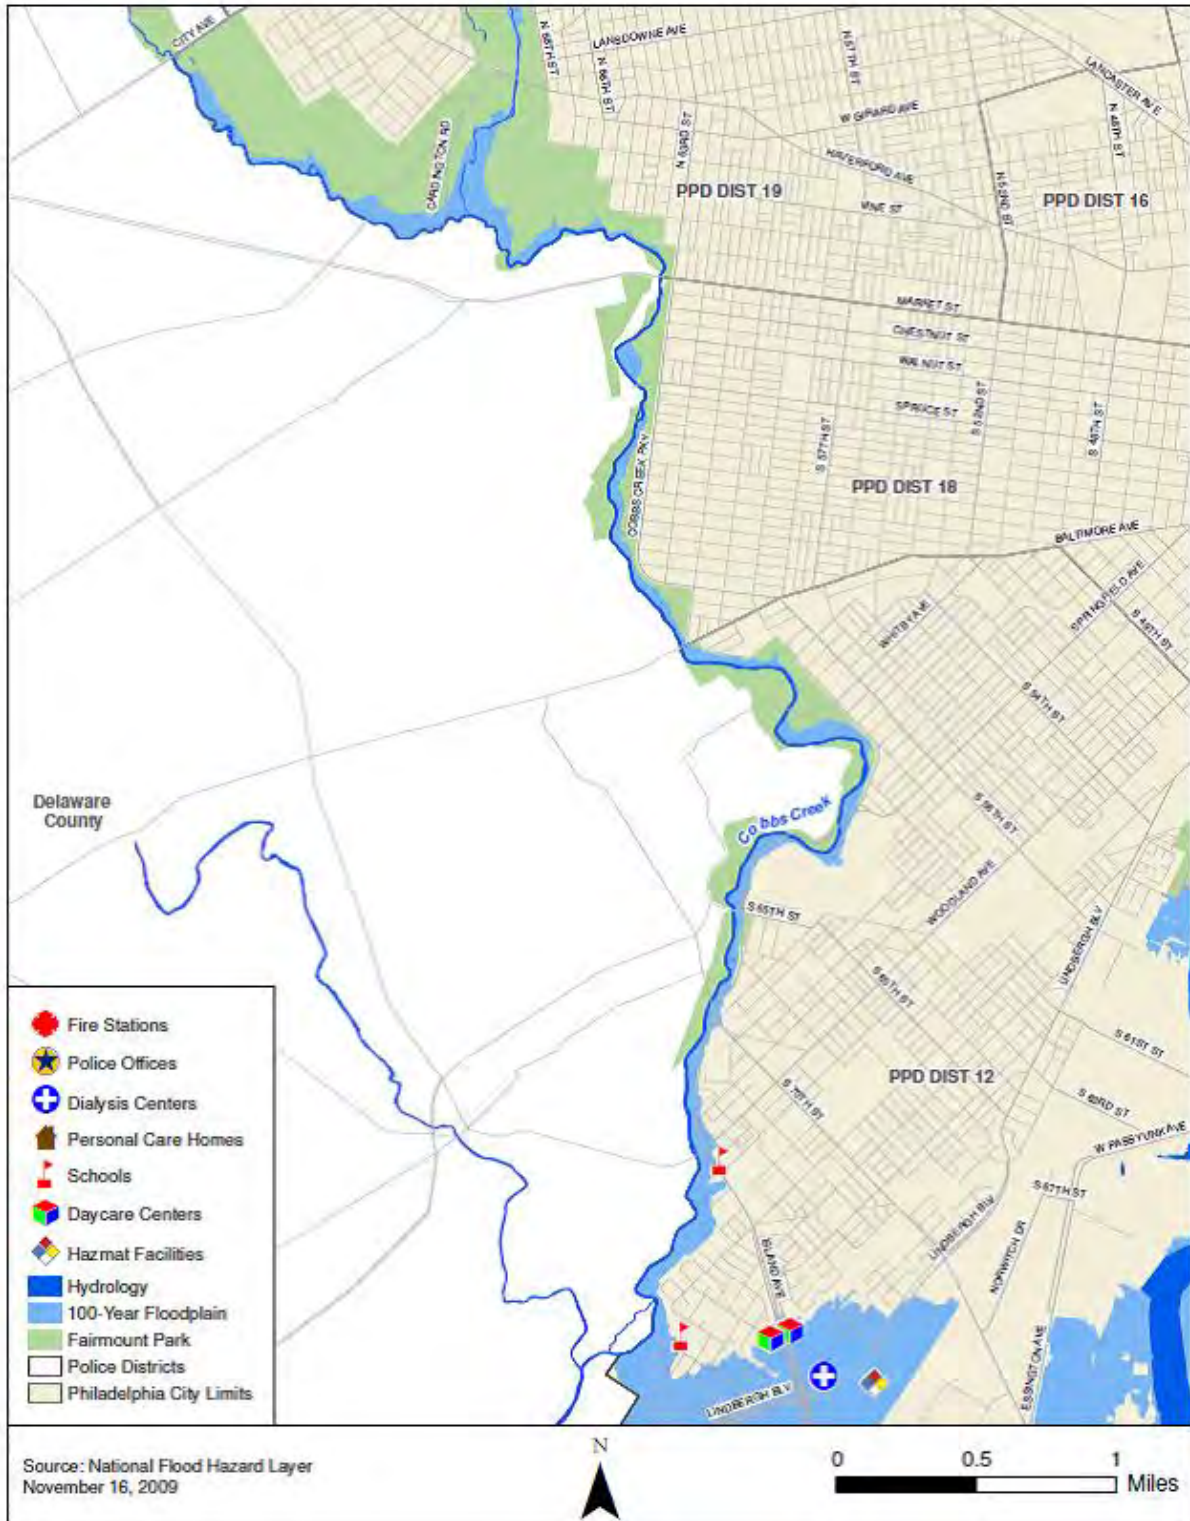 CITY AVE
N 68TH ST
LANSDOWNE AVE
N 66TH ST
N 57TH ST
LANCASTER AVE
W GIRARD AVE
N 48TH ST
CARDINGTON RD
N 63RD ST
HAVERFORD AVE
N 52ND ST
PPD DIST 19
VINE ST
PPD DIST 16
MARKET ST
CHESTNUT ST
WALNUT ST
SPRUCE ST
S 52ND ST
S 48TH ST
S 57TH ST
COBBS CREEK PKY
PPD DIST 18
BALTIMORE AVE
SPRINGFIELD AVE
WHITBY AVE
S 49TH ST
S 54TH ST
Delaware
County
Cobbs Creek
S 58TH ST
WOODLAND AVE
LINDBERGH BLV
S 65TH ST
S 65TH ST
S 61ST ST
PPD DIST 12
S 70TH ST
S 63RD ST
W PASSYUNK AVE
S 67TH ST
LINDBERGH BLV
NORWITCH DR
ISLAND AVE
ESSINGTON AVE
LINDBERGH BLV
Fire Stations
Police Offices
Dialysis Centers
Personal Care Homes
Schools
Daycare Centers
Hazmat Facilities
Hydrology
100-Year Floodplain
Fairmount Park
Police Districts
Philadelphia City Limits
Source: National Flood Hazard Layer
November 16, 2009
N
0 0.5 1
Miles